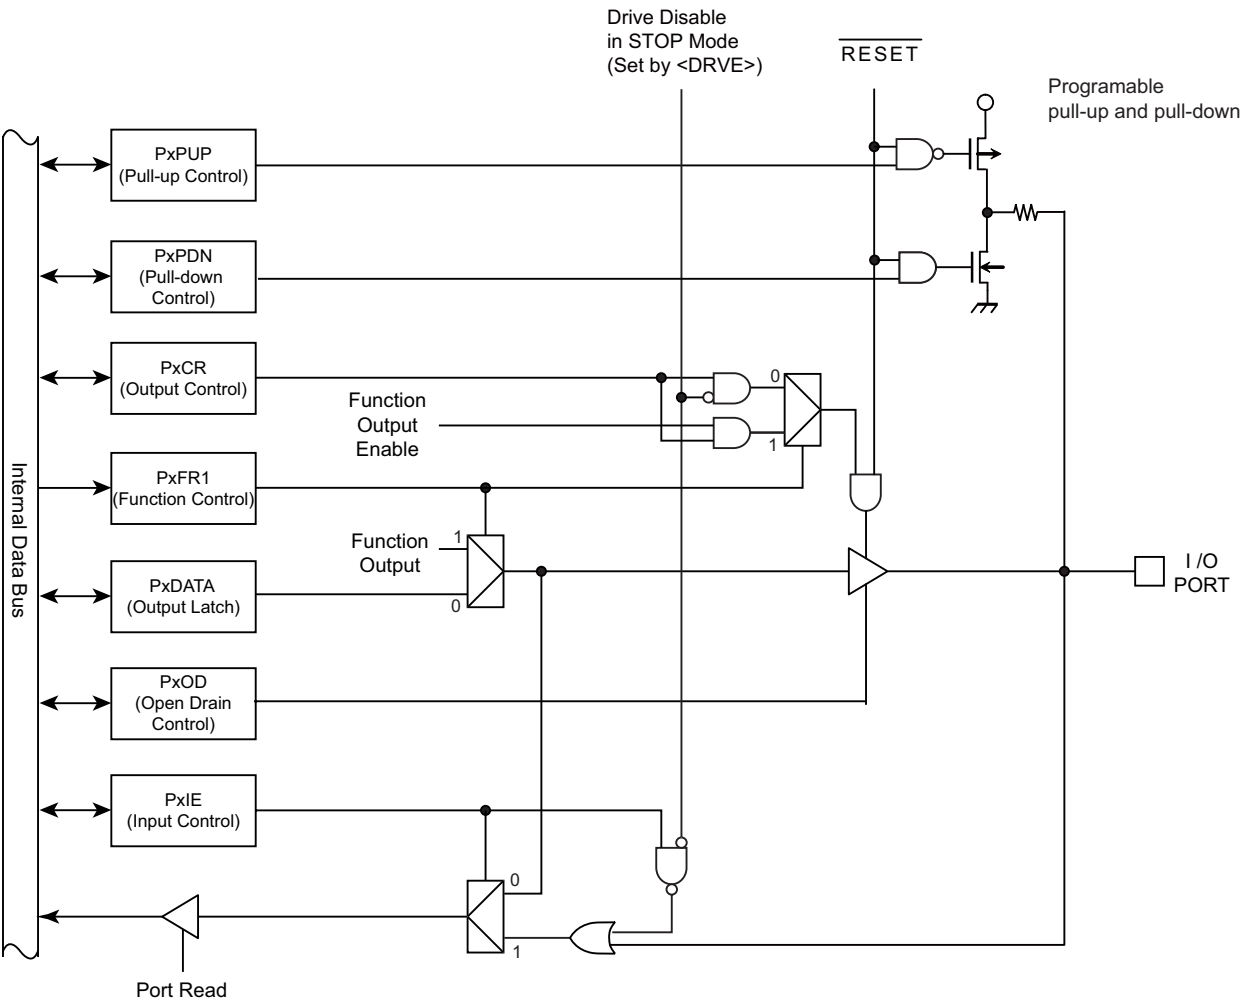 Drive Disable
in STOP Mode
(Set by <DRVE>)
RESET
Programable
pull-up and pull-down
PxPUP
(Pull-up Control)
PxPDN
(Pull-down
Control)
PxCR
(Output Control)
Function
Output
Enable
0
1
PxFR1
(Function Control)
Function
Output
1
0
PxDATA
(Output Latch)
I /O
PORT
PxOD
(Open Drain
Control)
PxIE
(Input Control)
0
1
Port Read
Internal Data Bus